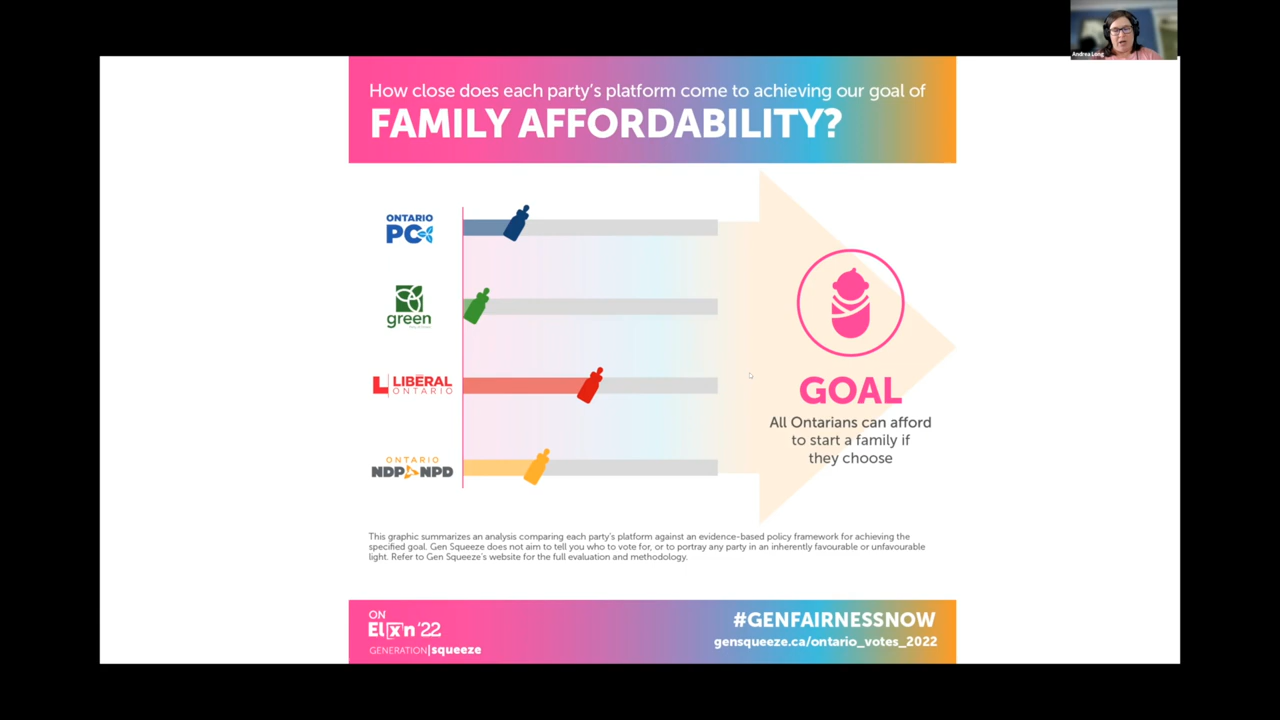 Andrea Long
How close does each party's platform come to achieving our goal of
FAMILY AFFORDABILITY?
ONTARIO
PC
green
LIBERAL
ONTARIO
ONTARIO
NDP NPD
GOAL
All Ontarians can afford
to start a family if
they choose
This graphic summarizes an analysis comparing each party's platform against an evidence-based policy framework for achieving the
specified goal. Gen Squeeze does not aim to tell you who to vote for, or to portray any party in an inherently favourable or unfavourable
light. Refer to Gen Squeeze's website for the full evaluation and methodology.
ON
El[x]n '22
GENERATION|squeeze
#GENFAIRNESSNOW
gensqueeze.ca/ontario_votes_2022